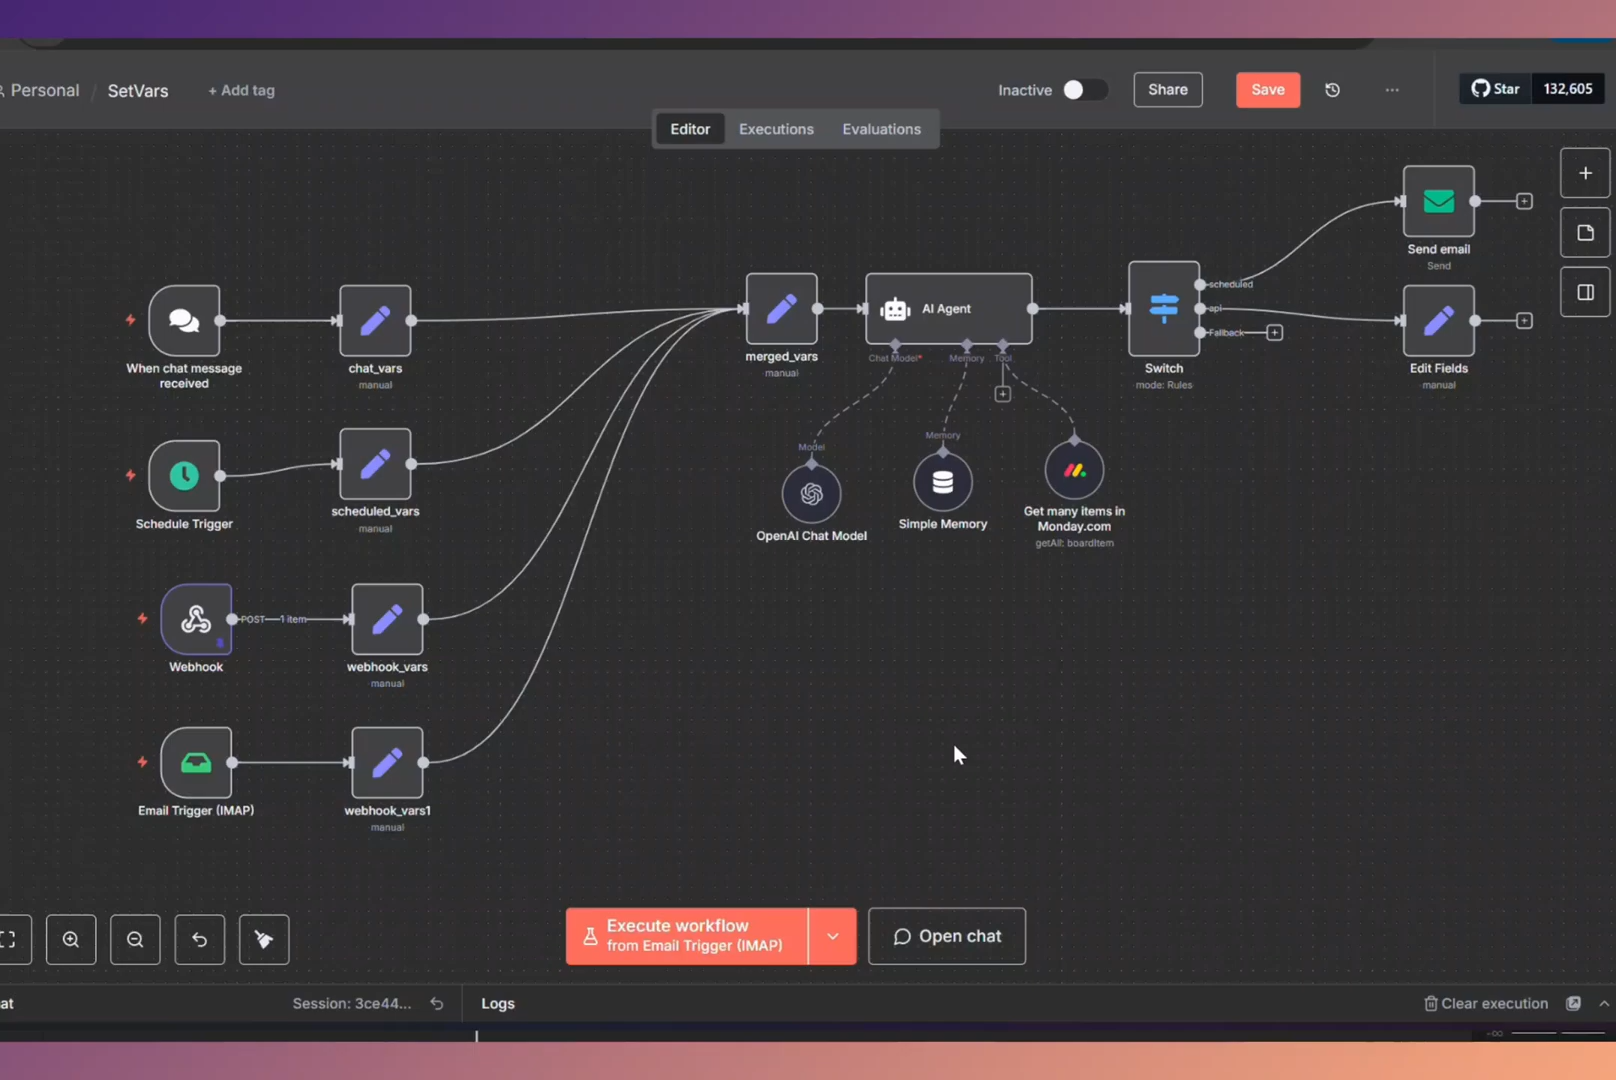 Personal / SetVars + Add tag
Inactive
Share
Save
...
Star 132,605
Editor Executions Evaluations
Send email
Send
scheduled
api
Fallback
When chat message
received
chat_vars
manual
merged_vars
manual
AI Agent
Chat Model*
Memory
Tool
Switch
mode: Rules
Edit Fields
manual
Schedule Trigger
scheduled_vars
manual
Model
OpenAI Chat Model
Memory
Simple Memory
Get many items in
Monday.com
getAll: boardItem
POST
1 item
Webhook
webhook_vars
manual
Email Trigger (IMAP)
webhook_vars1
manual
Execute workflow
from Email Trigger (IMAP)
Open chat
at
Session: 3ce44...
Logs
Clear execution
-∞